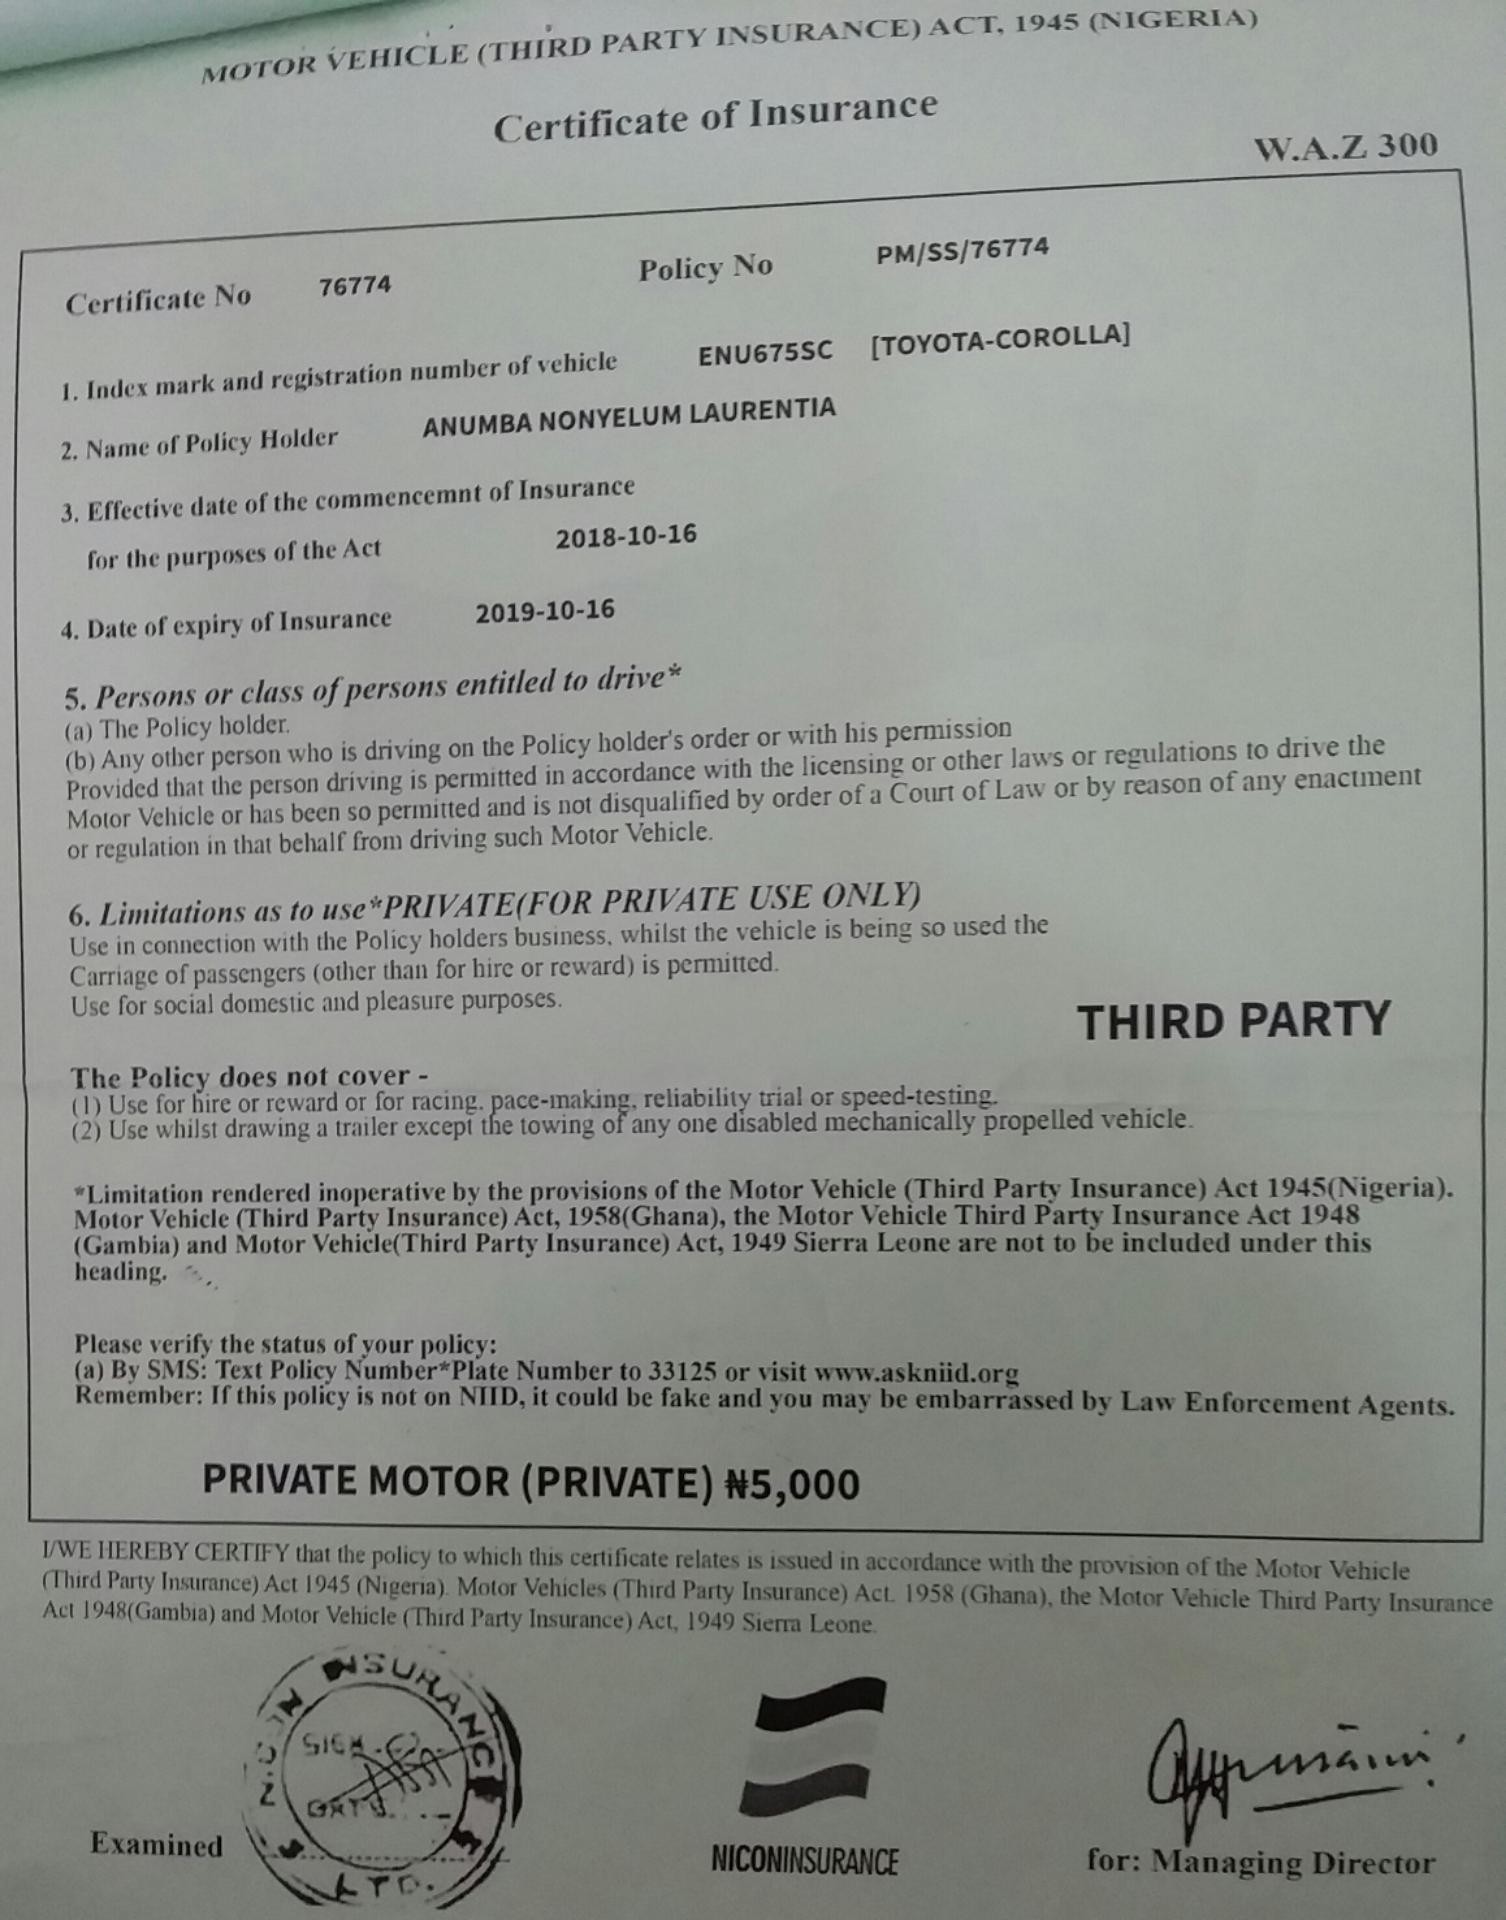 MOTOR VEHICLE (THIRD PARTY INSURANCE) ACT, 1945 (NIGERIA)
Certificate of Insurance
W.A.Z 300
Certificate No 76774 Policy No PM/SS/76774
1. Index mark and registration number of vehicle ENU675SC [TOYOTA-COROLLA]
2. Name of Policy Holder ANUMBA NONYELUM LAURENTIA
3. Effective date of the commencemnt of Insurance
for the purposes of the Act 2018-10-16
4. Date of expiry of Insurance 2019-10-16
5. Persons or class of persons entitled to drive*
(a) The Policy holder.
(b) Any other person who is driving on the Policy holder's order or with his permission
Provided that the person driving is permitted in accordance with the licensing or other laws or regulations to drive the
Motor Vehicle or has been so permitted and is not disqualified by order of a Court of Law or by reason of any enactment
or regulation in that behalf from driving such Motor Vehicle.
6. Limitations as to use*PRIVATE(FOR PRIVATE USE ONLY)
Use in connection with the Policy holders business, whilst the vehicle is being so used the
Carriage of passengers (other than for hire or reward) is permitted.
Use for social domestic and pleasure purposes.
THIRD PARTY
The Policy does not cover -
(1) Use for hire or reward or for racing. pace-making, reliability trial or speed-testing.
(2) Use whilst drawing a trailer except the towing of any one disabled mechanically propelled vehicle.
*Limitation rendered inoperative by the provisions of the Motor Vehicle (Third Party Insurance) Act 1945(Nigeria).
Motor Vehicle (Third Party Insurance) Act, 1958(Ghana), the Motor Vehicle Third Party Insurance Act 1948
(Gambia) and Motor Vehicle(Third Party Insurance) Act, 1949 Sierra Leone are not to be included under this
heading.
Please verify the status of your policy:
(a) By SMS: Text Policy Number*Plate Number to 33125 or visit www.askniid.org
Remember: If this policy is not on NIID, it could be fake and you may be embarrassed by Law Enforcement Agents.
PRIVATE MOTOR (PRIVATE) ₦5,000
I/WE HEREBY CERTIFY that the policy to which this certificate relates is issued in accordance with the provision of the Motor Vehicle
(Third Party Insurance) Act 1945 (Nigeria). Motor Vehicles (Third Party Insurance) Act. 1958 (Ghana), the Motor Vehicle Third Party Insurance
Act 1948(Gambia) and Motor Vehicle (Third Party Insurance) Act, 1949 Sierra Leone.
INSURANCE
LTD.
NICONINSURANCE
Examined
for: Managing Director